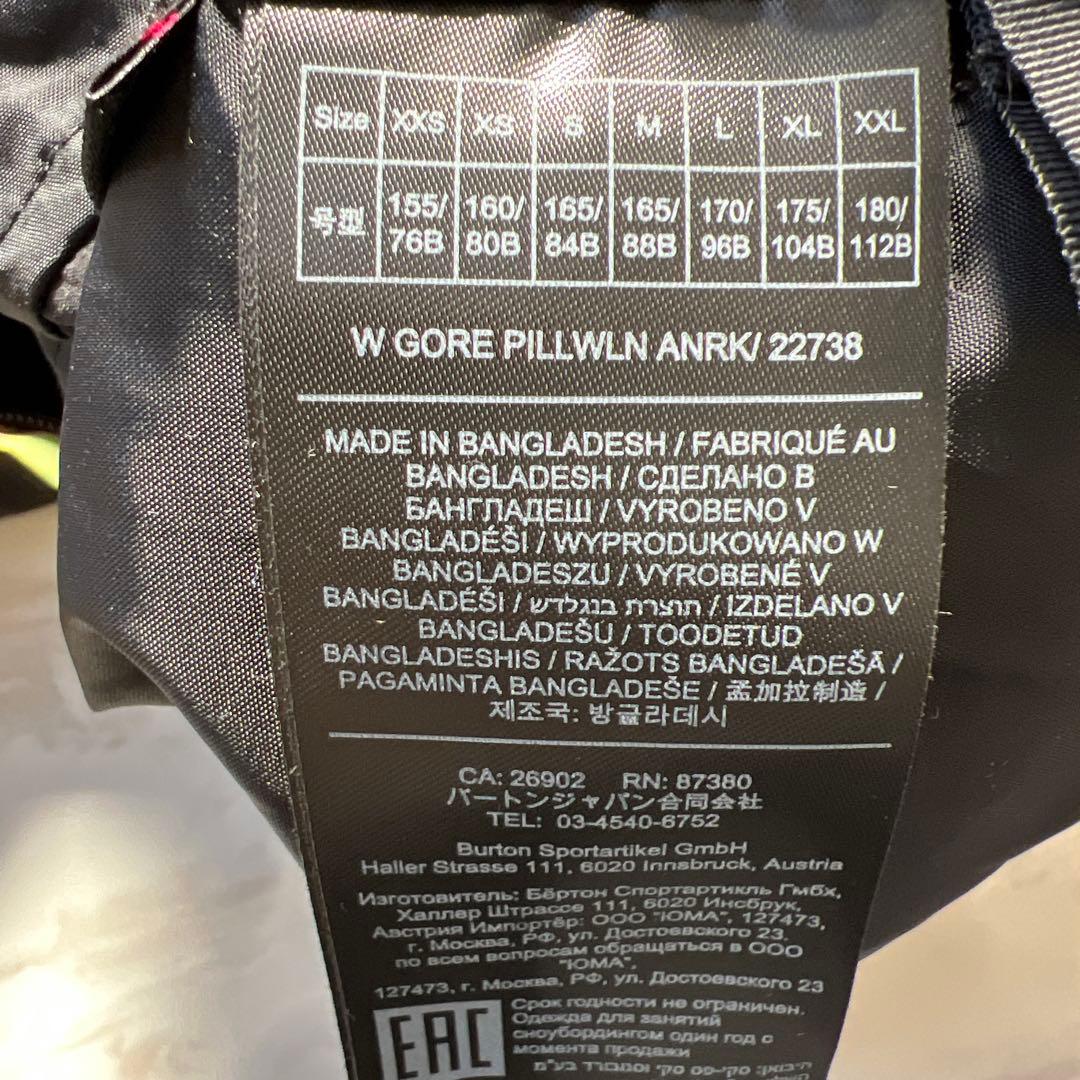 Size XXS XS S M L XL XXL
号型 155/76B 160/80B 165/84B 165/88B 170/96B 175/104B 180/112B
W GORE PILLWLN ANRK/ 22738
MADE IN BANGLADESH / FABRIQUÉ AU
BANGLADESH / СДЕЛАНО В
БАНГЛАДЕШ / VYROBENO V
BANGLADÉŠI / WYPRODUKOWANO W
BANGLADESZU / VYROBENÉ V
BANGLADÉŠI / תוצרת בנגלדש / IZDELANO V
BANGLADEŠU / TOODETUD
BANGLADESHIS / RAŽOTS BANGLADEŠĀ /
PAGAMINTA BANGLADEŠE / 孟加拉制造 /
제조국: 방글라데시
CA: 26902 RN: 87380
バートンジャパン合同会社
TEL: 03-4540-6752
Burton Sportartikel GmbH
Haller Strasse 111, 6020 Innsbruck, Austria
Изготовитель: Бёртон Спортартикль Гмбх,
Халлер Штрассе 111, 6020 Инсбрук,
Австрия Импортёр: ООО "ЮМА", 127473,
г. Москва, РФ, ул. Достоевского 23,
по всем вопросам обращаться в ООО
"ЮМА",
127473, г. Москва, РФ, ул. Достоевского 23
EAC
Срок годности не ограничен.
Одежда для занятий
сноубордингом один год с
момента продажи
היבואן: סקי-פס סקי וסנובורד בע"מ